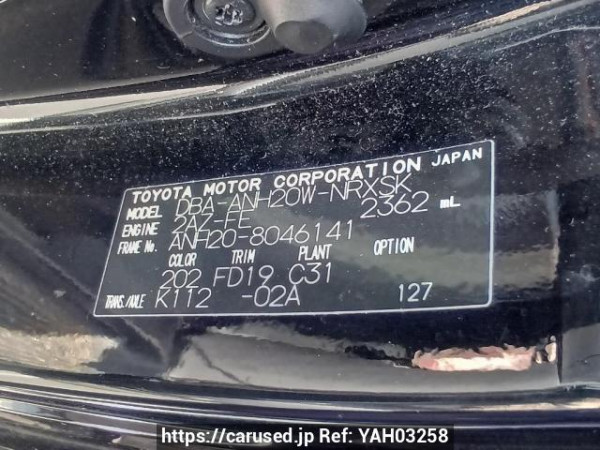 TOYOTA MOTOR CORPORATION JAPAN
MODEL DBA-ANH20W-NRXSK
ENGINE 2AZ-FE 2362 mL
FRAME No. ANH20-8046141
COLOR TRIM PLANT OPTION
202 FD19 C31
TRANS./AXLE K112 -02A 127
https://carused.jp Ref: YAH03258